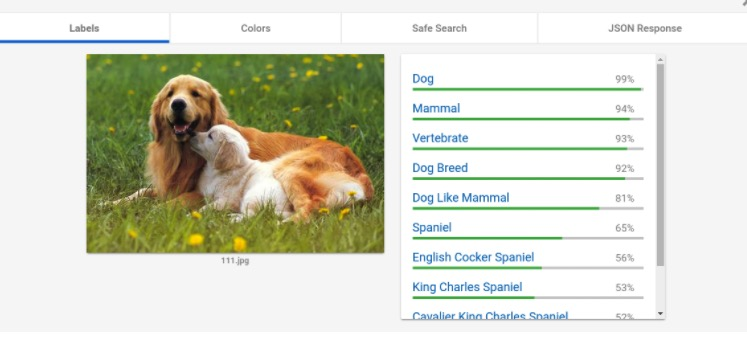 Labels
Colors
Safe Search
JSON Response
111.jpg
Dog 99%
Mammal 94%
Vertebrate 93%
Dog Breed 92%
Dog Like Mammal 81%
Spaniel 65%
English Cocker Spaniel 56%
King Charles Spaniel 53%
Cavalier King Charles Spaniel 52%